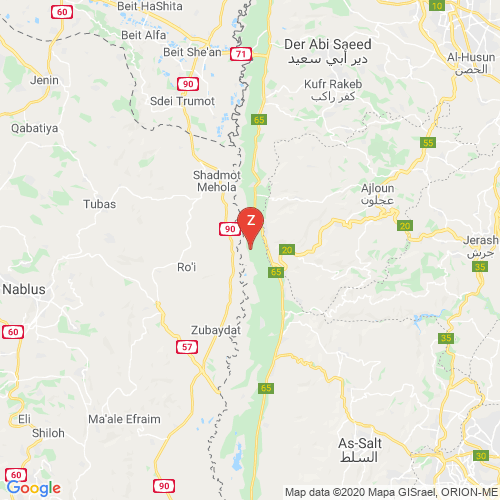 Beit HaShita
60
10
Beit Alfa
Beit She'an
71
Der Abi Saeed
دير أبي سعيد
Al-Husun
الحصن
Jenin
90
Kufr Rakeb
كفر راكب
Sdei Trumot
Qabatiya
65
55
Shadmot
Mehola
Ajloun
عجلون
Tubas
Z
90
20
20
Jerash
جرش
Ro'i
65
35
Nablus
60
Zubaydat
35
57
65
Eli
Ma'ale Efraim
Shiloh
As-Salt
السلط
60
90
Google
Map data ©2020 Mapa GISrael, ORION-ME